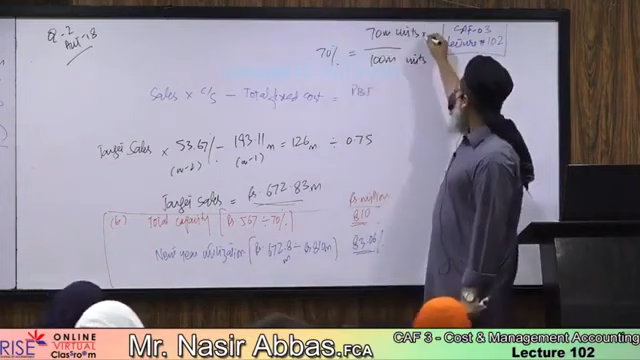 Q-2
Aut-18
70% = 70m units x
100m units
CAF-03
Lecture # 102
Sales x C/S - Total fixed cost = PBT
Target Sales x 53.67% - 193.11m = 126m ÷ 0.75
(w-2) (w-1)
Target Sales = Rs. 672.83m
Rs. million
(b) Total capacity [Rs. 567 ÷ 70%] 810
New year utilization [Rs. 672.8m ÷ Rs. 810m] 83.06%
RISE ONLINE VIRTUAL Classroom
Mr. Nasir Abbas.FCA
CAF 3 - Cost & Management Accounting
Lecture 102